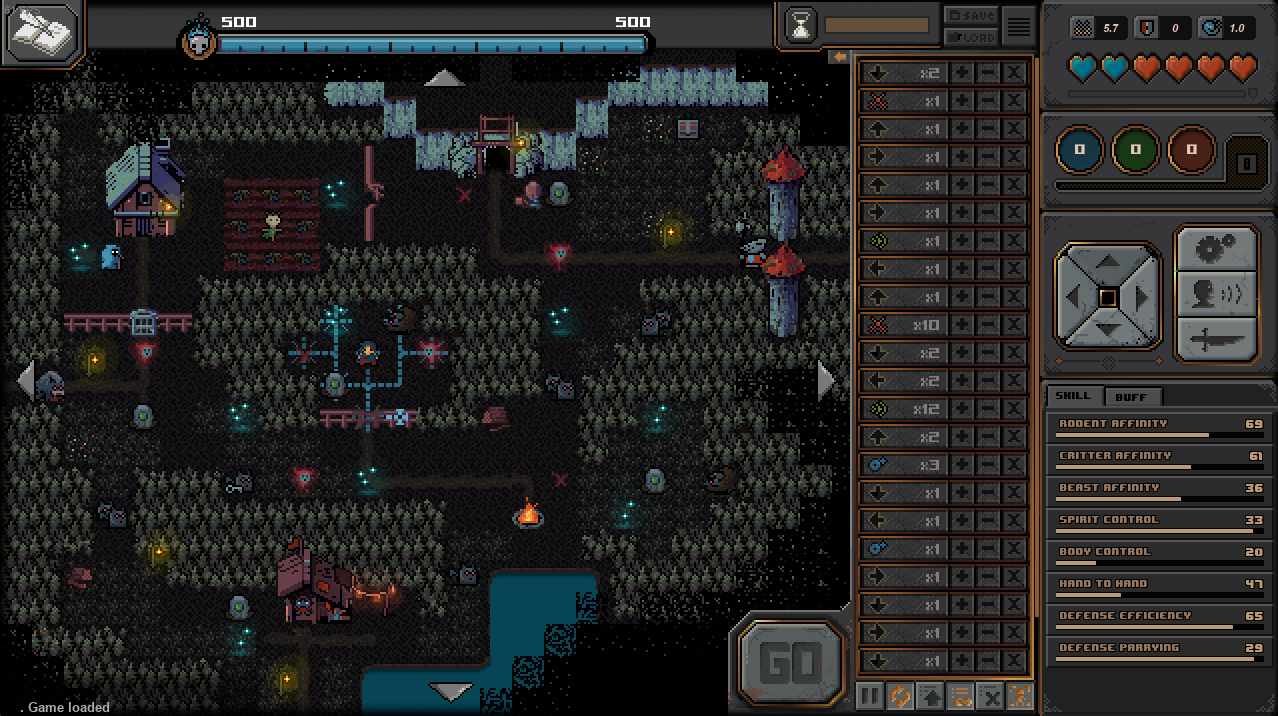 500 500
SAVE
LOAD
5.7 0 1.0
0 0 0 0
x2
x1
x1
x1
x1
x1
x1
x1
x1
x10
x2
x2
x12
x2
x3
x1
x1
x1
x1
x1
x1
x1
GO
SKILL BUFF
RODENT AFFINITY 69
CRITTER AFFINITY 61
BEAST AFFINITY 36
SPIRIT CONTROL 33
BODY CONTROL 20
HAND TO HAND 47
DEFENSE EFFICIENCY 65
DEFENSE PARRYING 29
. Game loaded